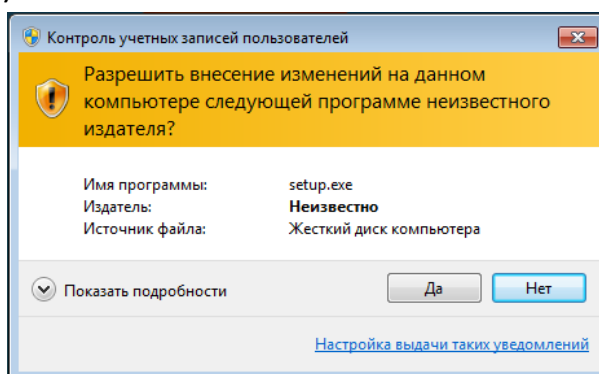 Контроль учетных записей пользователей
Разрешить внесение изменений на данном
компьютере следующей программе неизвестного
издателя?
Имя программы: setup.exe
Издатель: Неизвестно
Источник файла: Жесткий диск компьютера
Показать подробности Да Нет
Настройка выдачи таких уведомлений